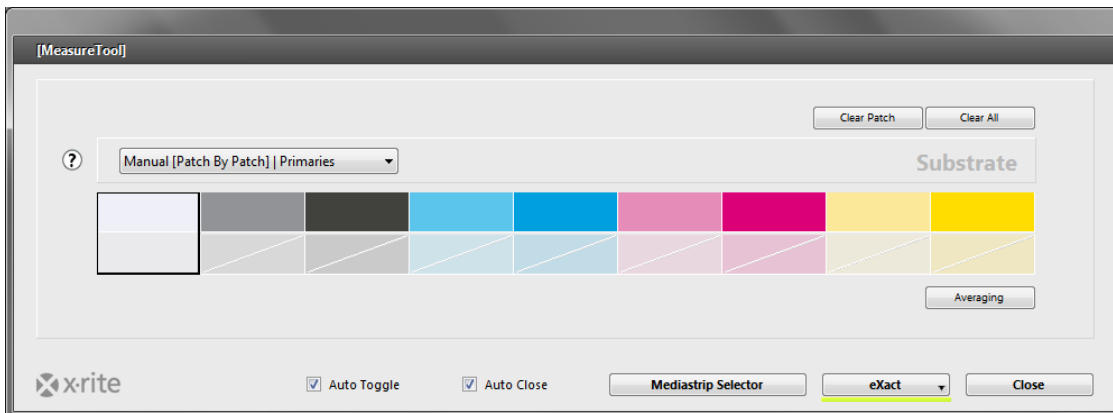 [MeasureTool]
Clear Patch Clear All
? Manual [Patch By Patch] | Primaries Substrate
Averaging
x·rite Auto Toggle Auto Close Mediastrip Selector eXact Close